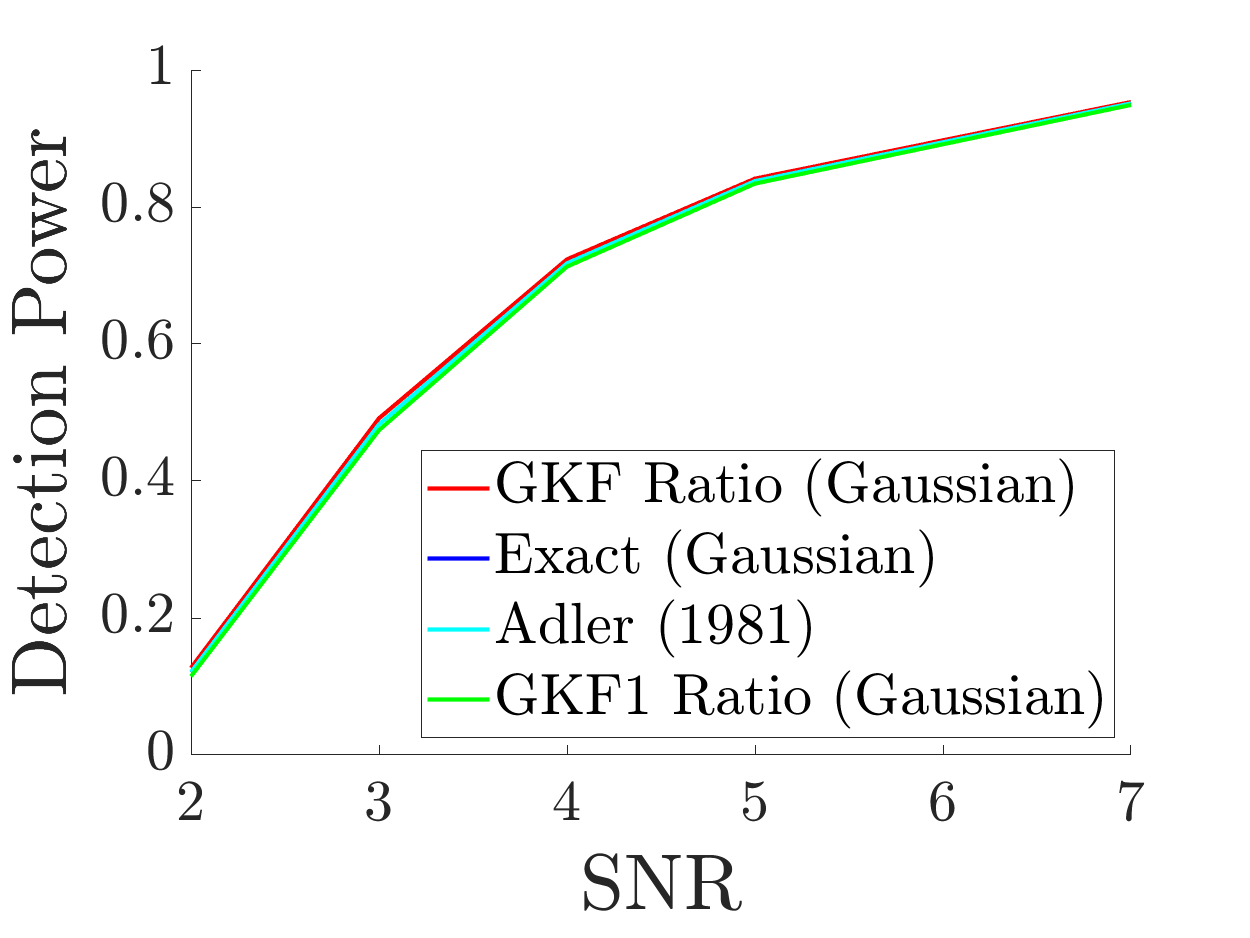 1
0.8
0.6
0.4
0.2
0
Detection Power
GKF Ratio (Gaussian)
Exact (Gaussian)
Adler (1981)
GKF1 Ratio (Gaussian)
2 3 4 5 6 7
SNR